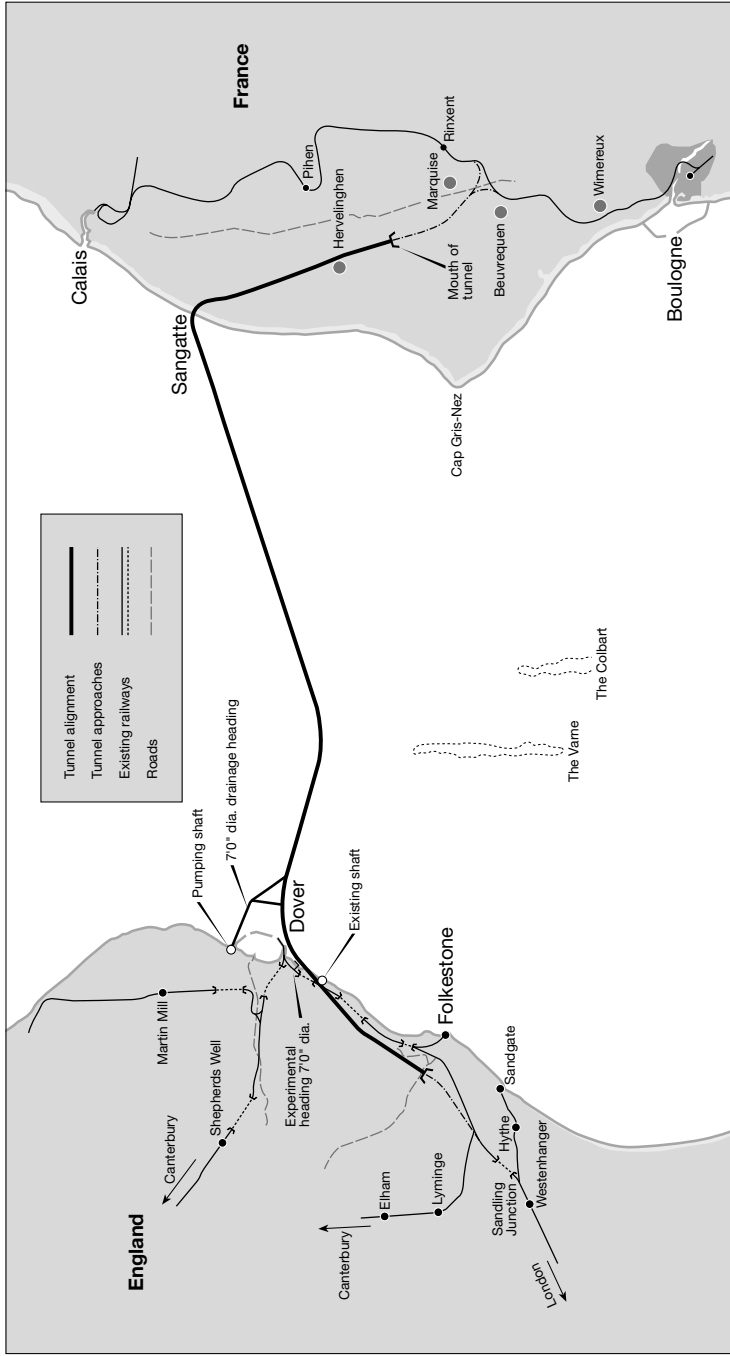 England
France
Canterbury
Shepherds Well
Martin Mill
Pumping shaft
7'0" dia. drainage heading
Tunnel alignment
Tunnel approaches
Existing railways
Roads
Calais
Sangatte
Pihen
Hervelinghen
Marquise
Rinxent
Mouth of
tunnel
Beuvrequen
Wimereux
Boulogne
Cap Gris-Nez
Dover
Existing shaft
Experimental
heading 7'0" dia.
Canterbury
Elham
Lyminge
Folkestone
Sandgate
Hythe
Sandling
Junction
Westenhanger
London
The Varne
The Colbart